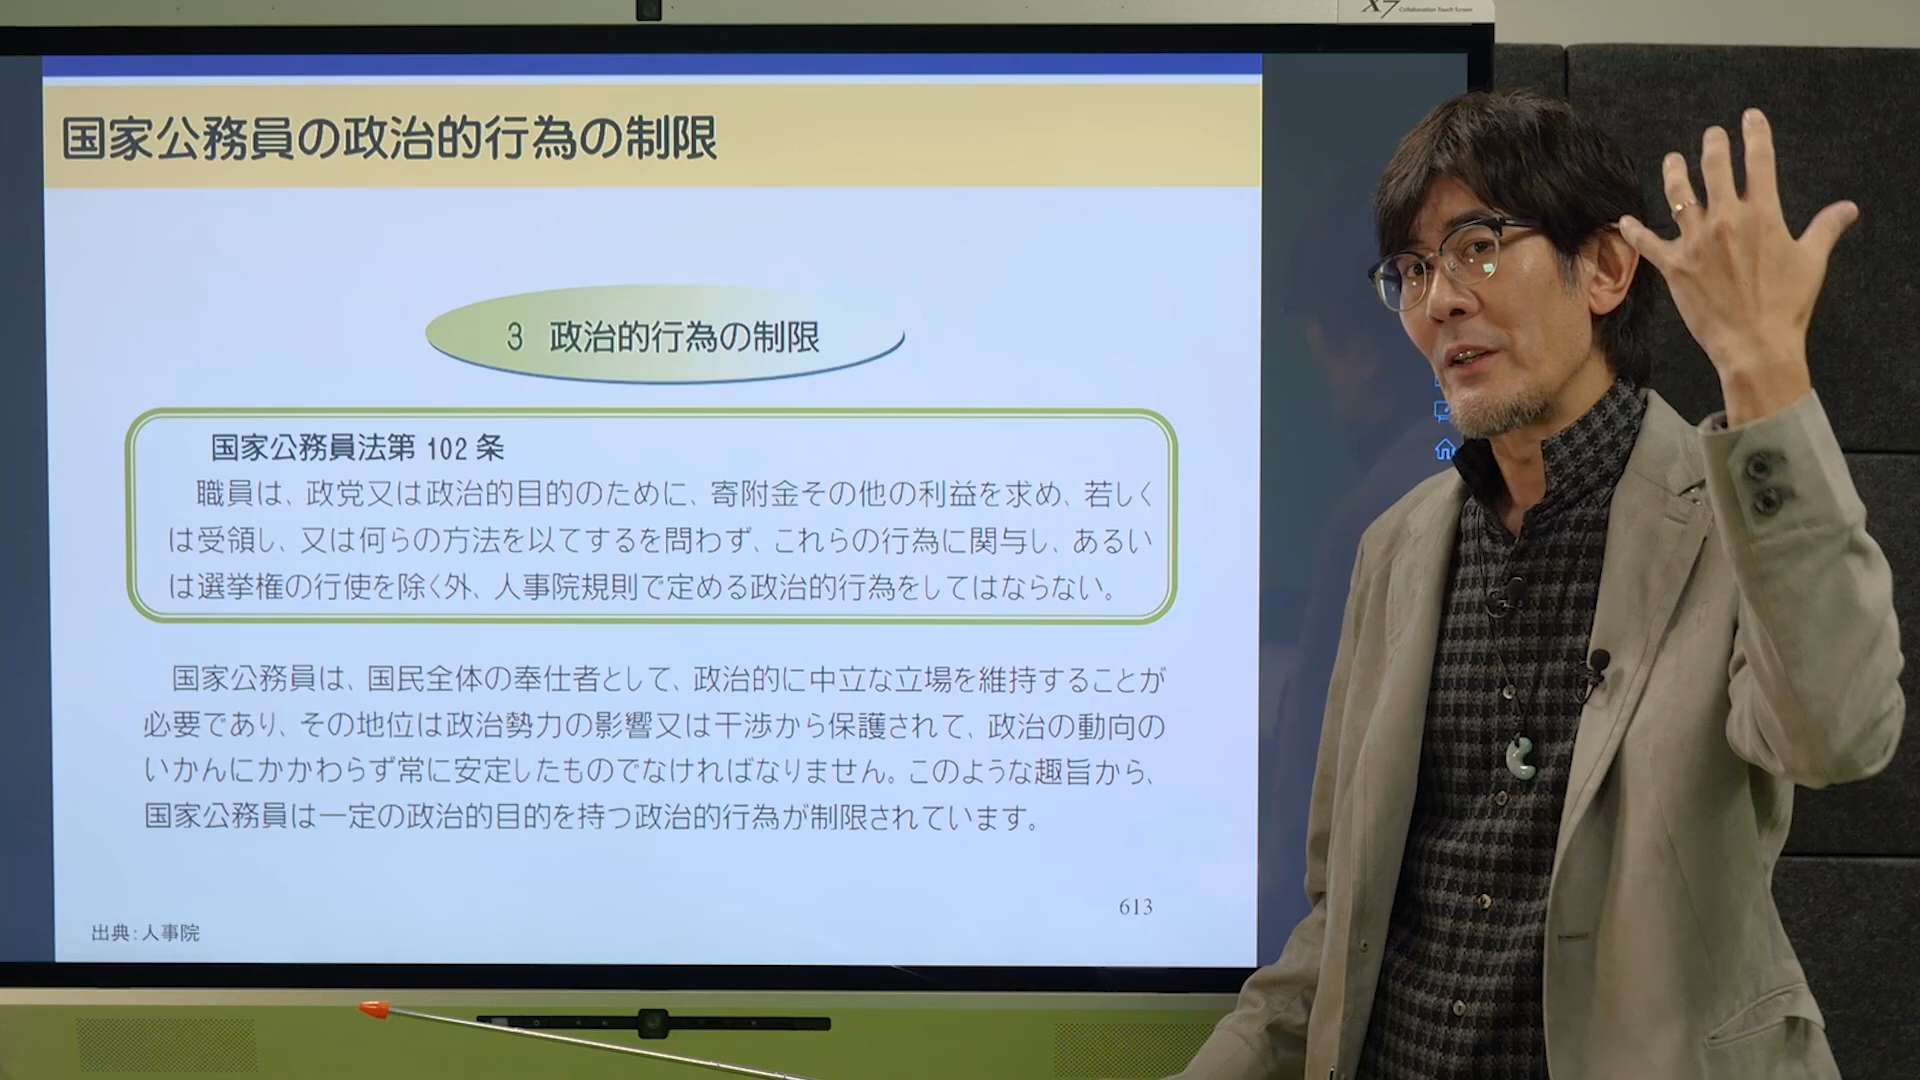 X7 Collaboration Touch Screen
国家公務員の政治的行為の制限
3 政治的行為の制限
国家公務員法第 102 条
職員は、政党又は政治的目的のために、寄附金その他の利益を求め、若しく
は受領し、又は何らの方法を以てするを問わず、これらの行為に関与し、あるい
は選挙権の行使を除く外、人事院規則で定める政治的行為をしてはならない。
国家公務員は、国民全体の奉仕者として、政治的に中立な立場を維持することが
必要であり、その地位は政治勢力の影響又は干渉から保護されて、政治の動向の
いかんにかかわらず常に安定したものでなければなりません。このような趣旨から、
国家公務員は一定の政治的目的を持つ政治的行為が制限されています。
613
出典：人事院